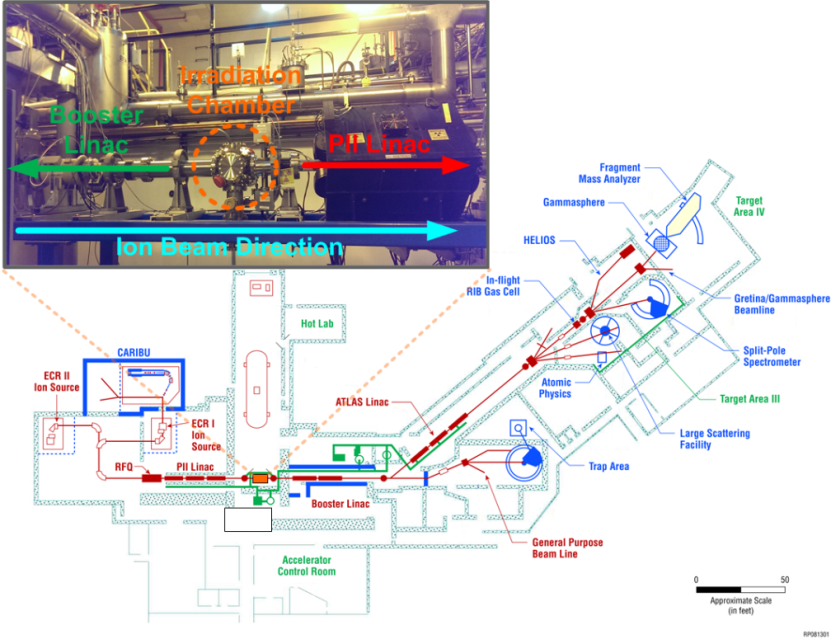 Irradiation
Chamber
Booster
Linac
PII Linac
Ion Beam Direction
Fragment
Mass Analyzer
Gammasphere
Target
Area IV
HELIOS
In-flight
RIB Gas Cell
Gretina/Gammasphere
Beamline
Hot Lab
CARIBU
Split-Pole
Spectrometer
ECR II
Ion Source
Atomic
Physics
Target Area III
ATLAS Linac
ECR I
Ion
Source
Large Scattering
Facility
RFQ
PII Linac
Trap Area
Booster Linac
General Purpose
Beam Line
Accelerator
Control Room
0 50
Approximate Scale
(in feet)
RP081301